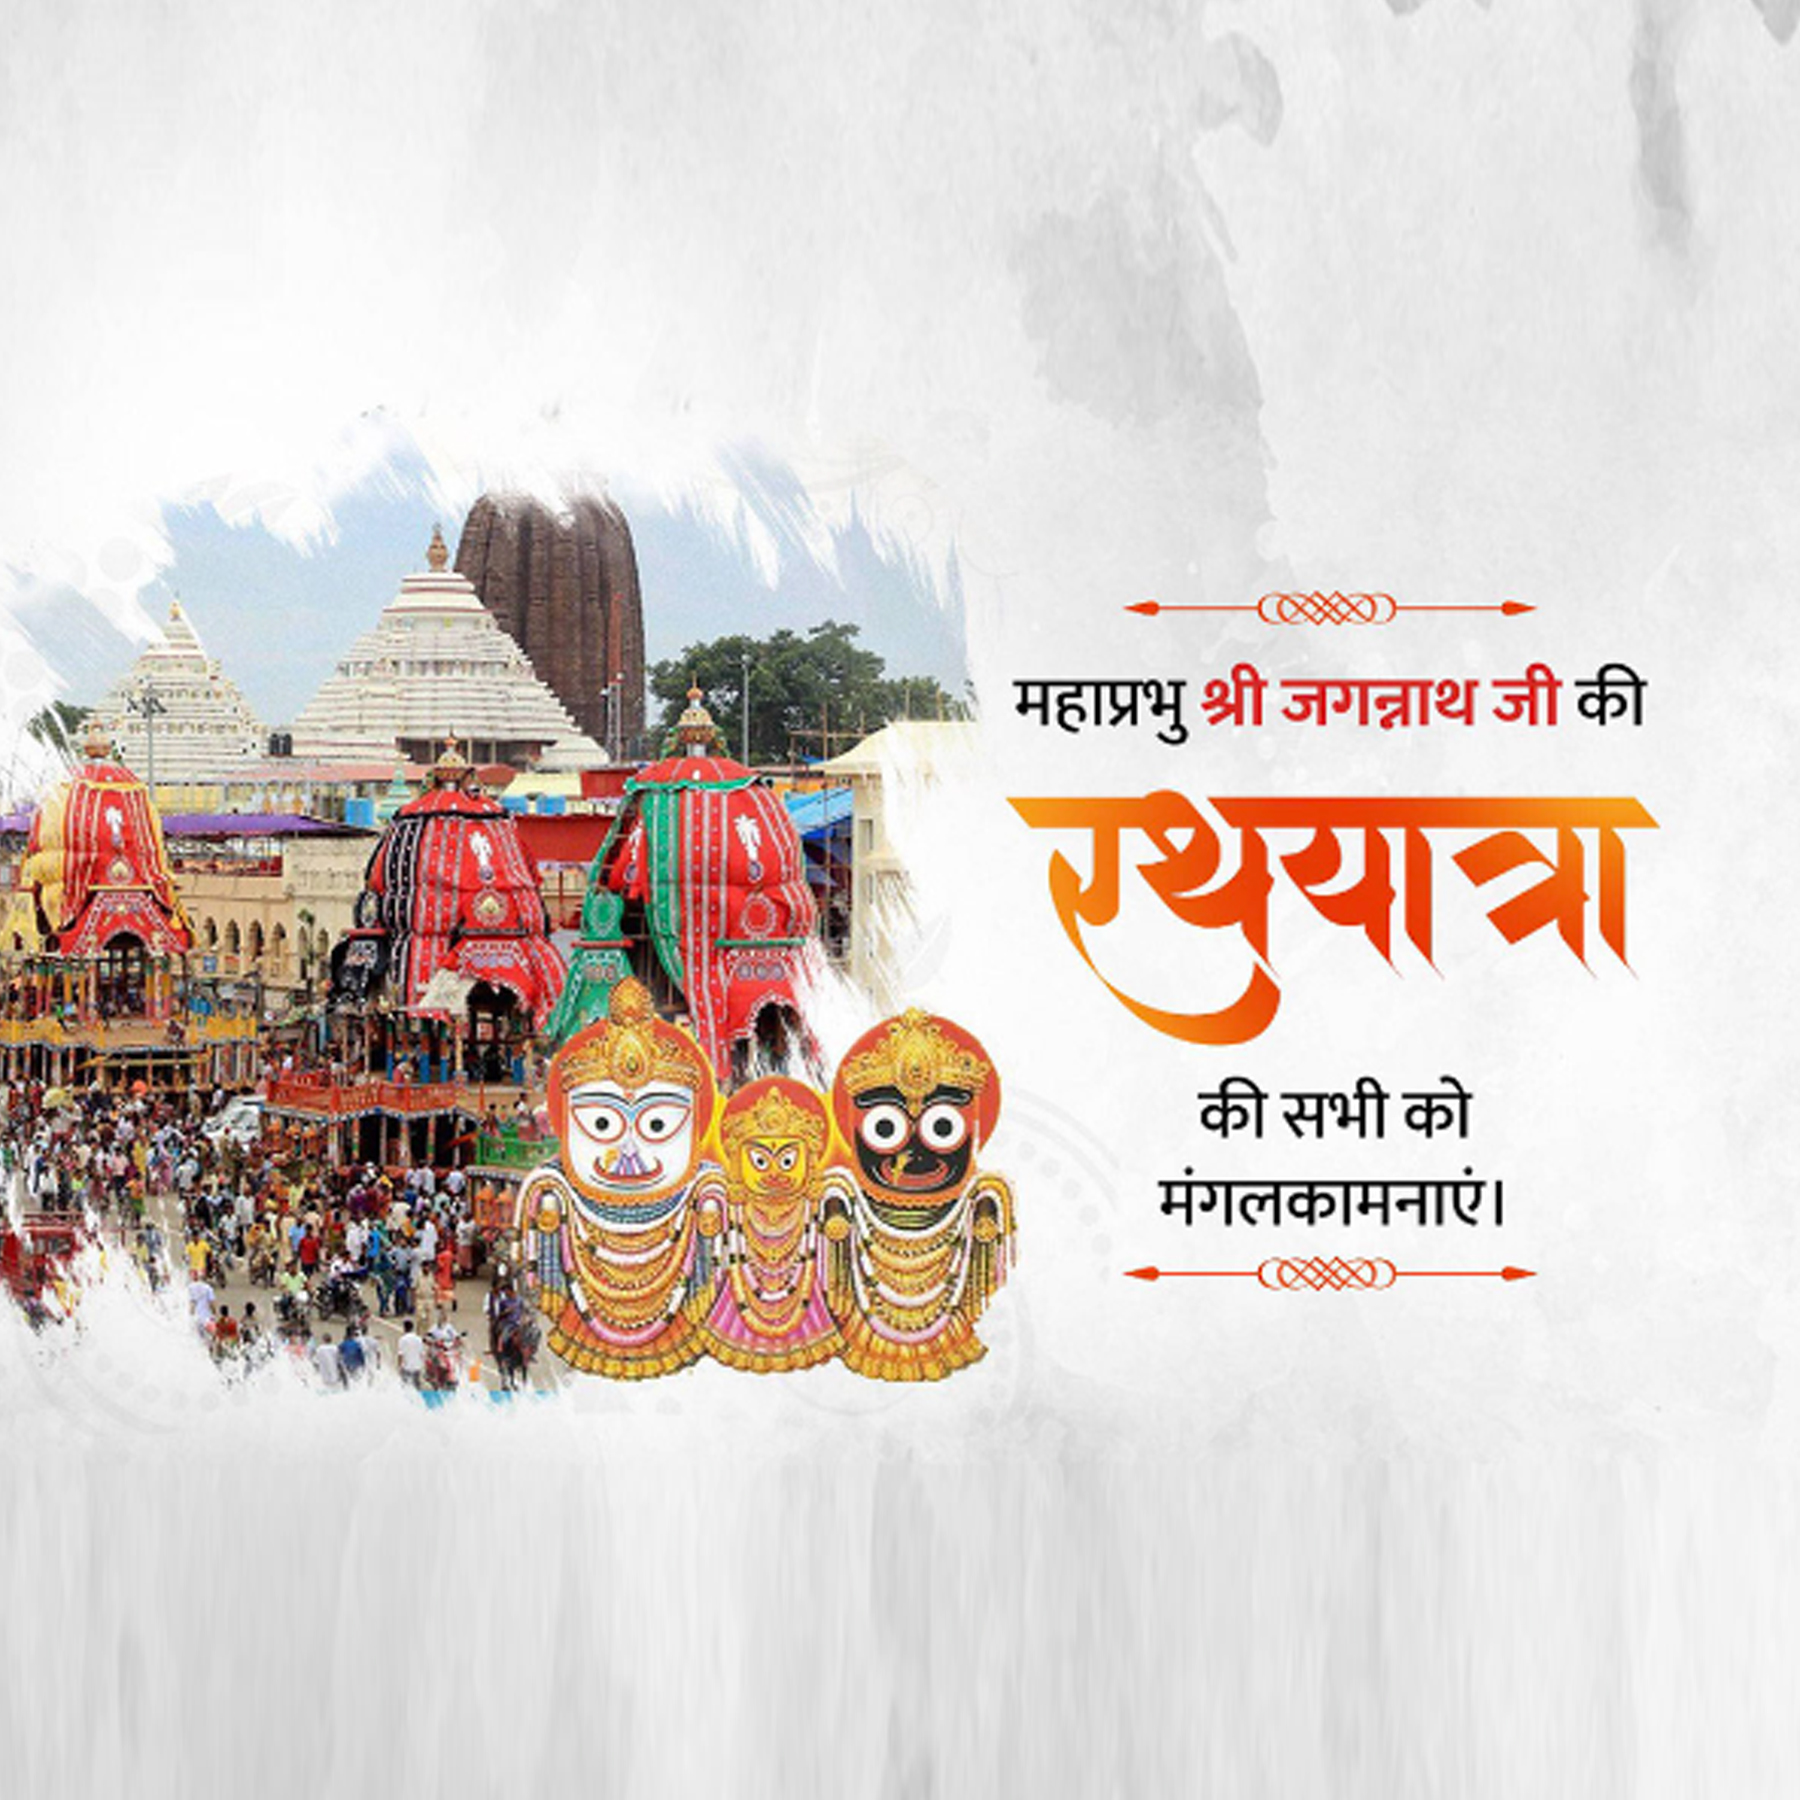 महाप्रभु श्री जगन्नाथ जी की
रथयात्रा
की सभी को
मंगलकामनाएं।